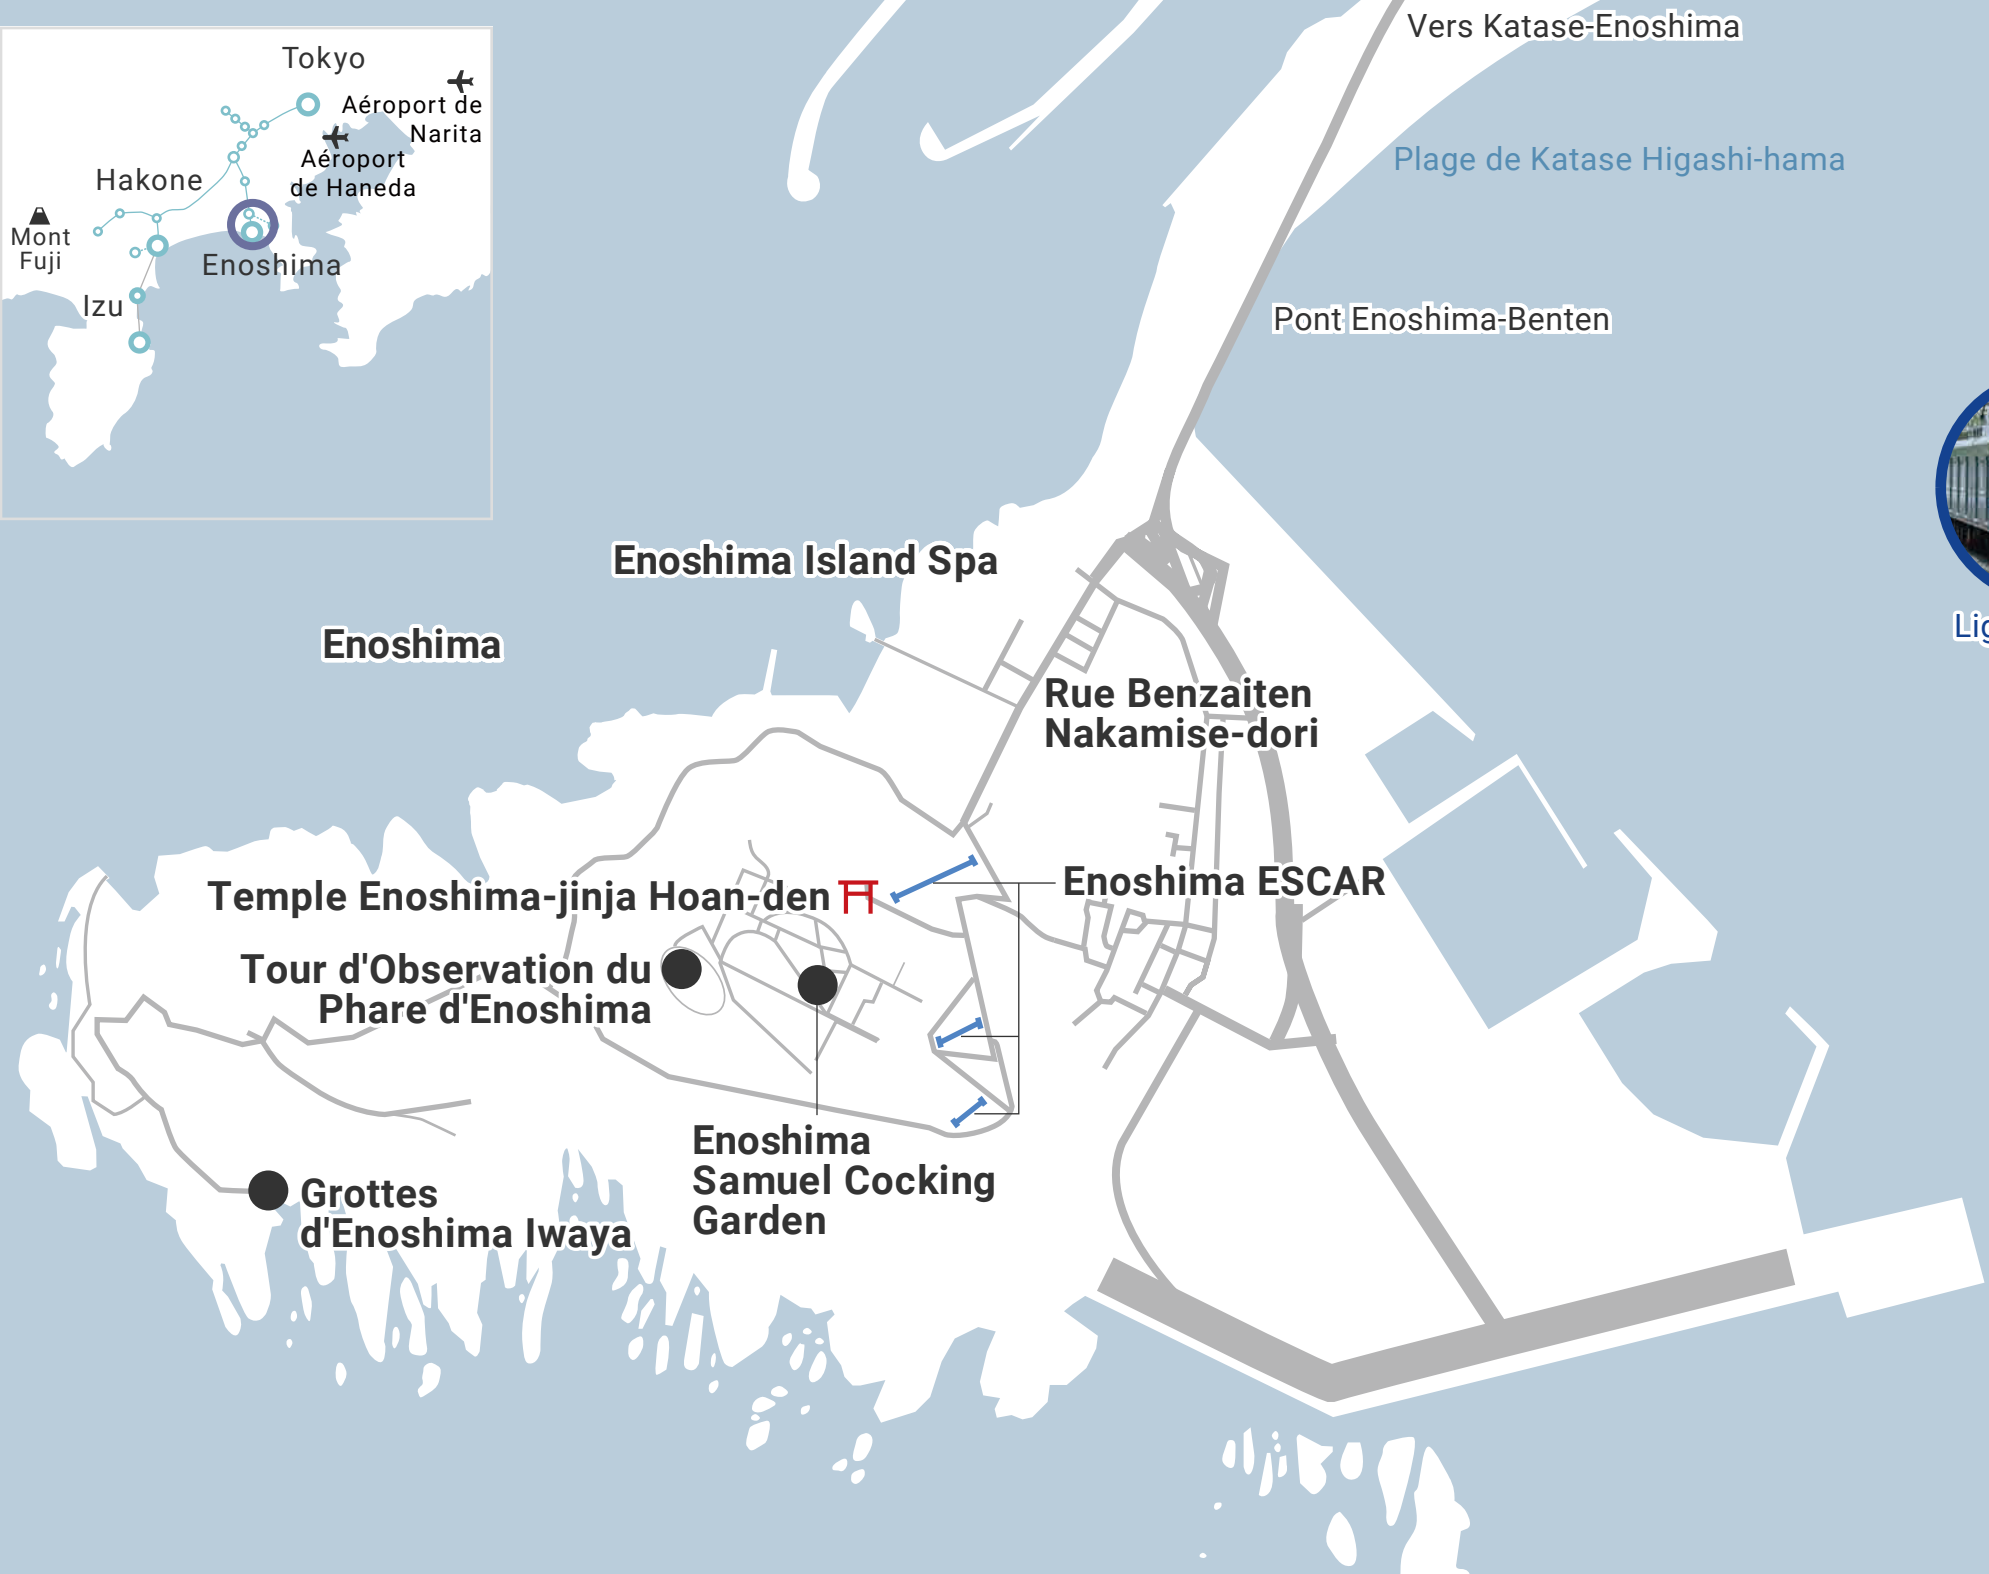 Vers Katase-Enoshima
Tokyo
Aéroport de
Narita
Aéroport
de Haneda
Plage de Katase Higashi-hama
Hakone
Mont
Fuji
Enoshima
Izu
Pont Enoshima-Benten
Enoshima Island Spa
Enoshima
Rue Benzaiten
Nakamise-dori
Enoshima ESCAR
Temple Enoshima-jinja Hoan-den
Tour d'Observation du
Phare d'Enoshima
Enoshima
Samuel Cocking
Garden
Grottes
d'Enoshima Iwaya